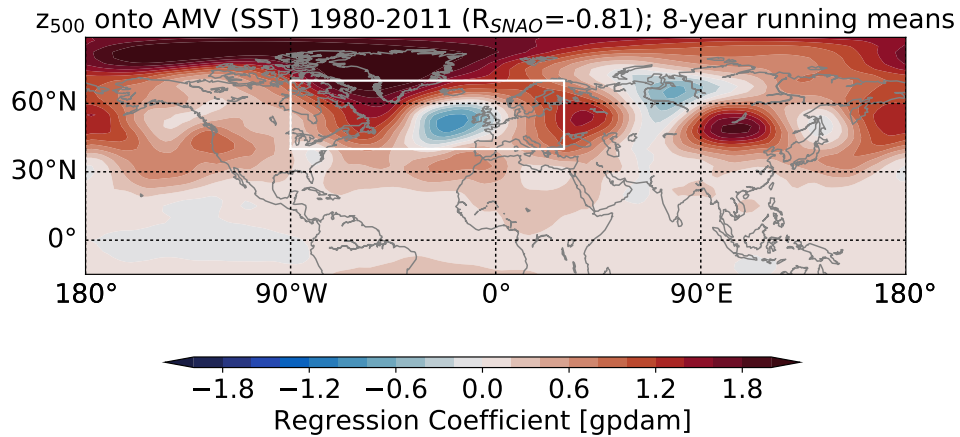 z500 onto AMV (SST) 1980-2011 (RSNAO=-0.81); 8-year running means
60°N
30°N
0°
180° 90°W 0° 90°E 180°
−1.8 −1.2 −0.6 0.0 0.6 1.2 1.8
Regression Coefficient [gpdam]